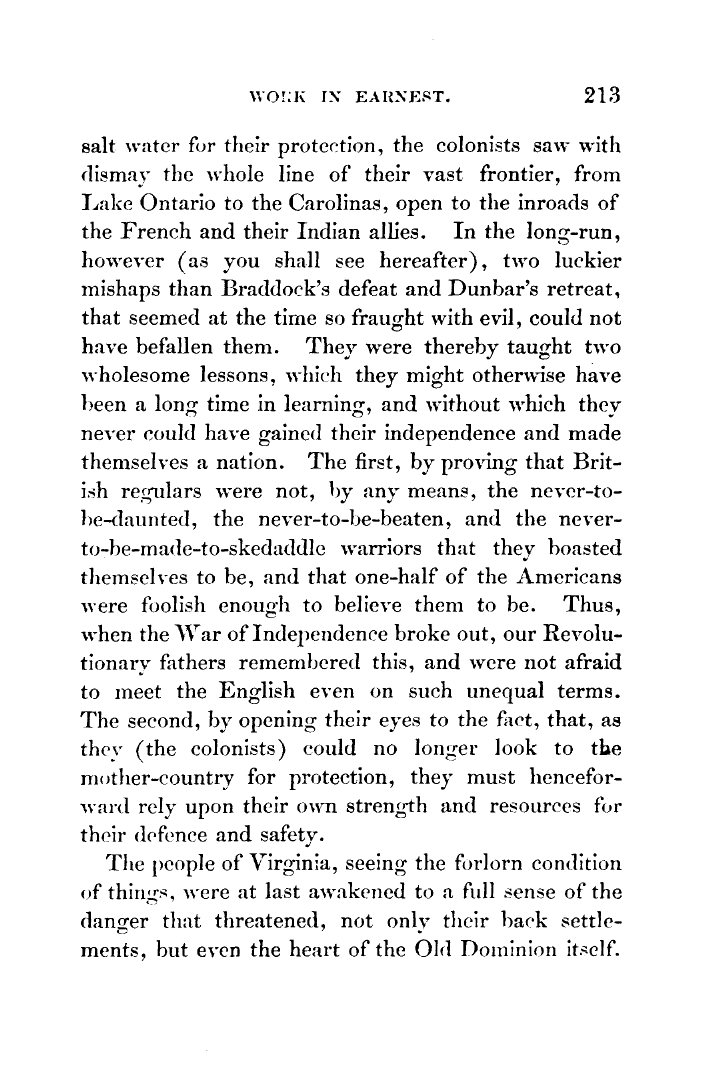 WORK IN EARNEST. 213
salt water for their protection, the colonists saw with
dismay the whole line of their vast frontier, from
Lake Ontario to the Carolinas, open to the inroads of
the French and their Indian allies. In the long-run,
however (as you shall see hereafter), two luckier
mishaps than Braddock's defeat and Dunbar's retreat,
that seemed at the time so fraught with evil, could not
have befallen them. They were thereby taught two
wholesome lessons, which they might otherwise have
been a long time in learning, and without which they
never could have gained their independence and made
themselves a nation. The first, by proving that Brit-
ish regulars were not, by any means, the never-to-
be-daunted, the never-to-be-beaten, and the never-
to-be-made-to-skedaddle warriors that they boasted
themselves to be, and that one-half of the Americans
were foolish enough to believe them to be. Thus,
when the War of Independence broke out, our Revolu-
tionary fathers remembered this, and were not afraid
to meet the English even on such unequal terms.
The second, by opening their eyes to the fact, that, as
they (the colonists) could no longer look to the
mother-country for protection, they must hencefor-
ward rely upon their own strength and resources for
their defence and safety.
The people of Virginia, seeing the forlorn condition
of things, were at last awakened to a full sense of the
danger that threatened, not only their back settle-
ments, but even the heart of the Old Dominion itself.